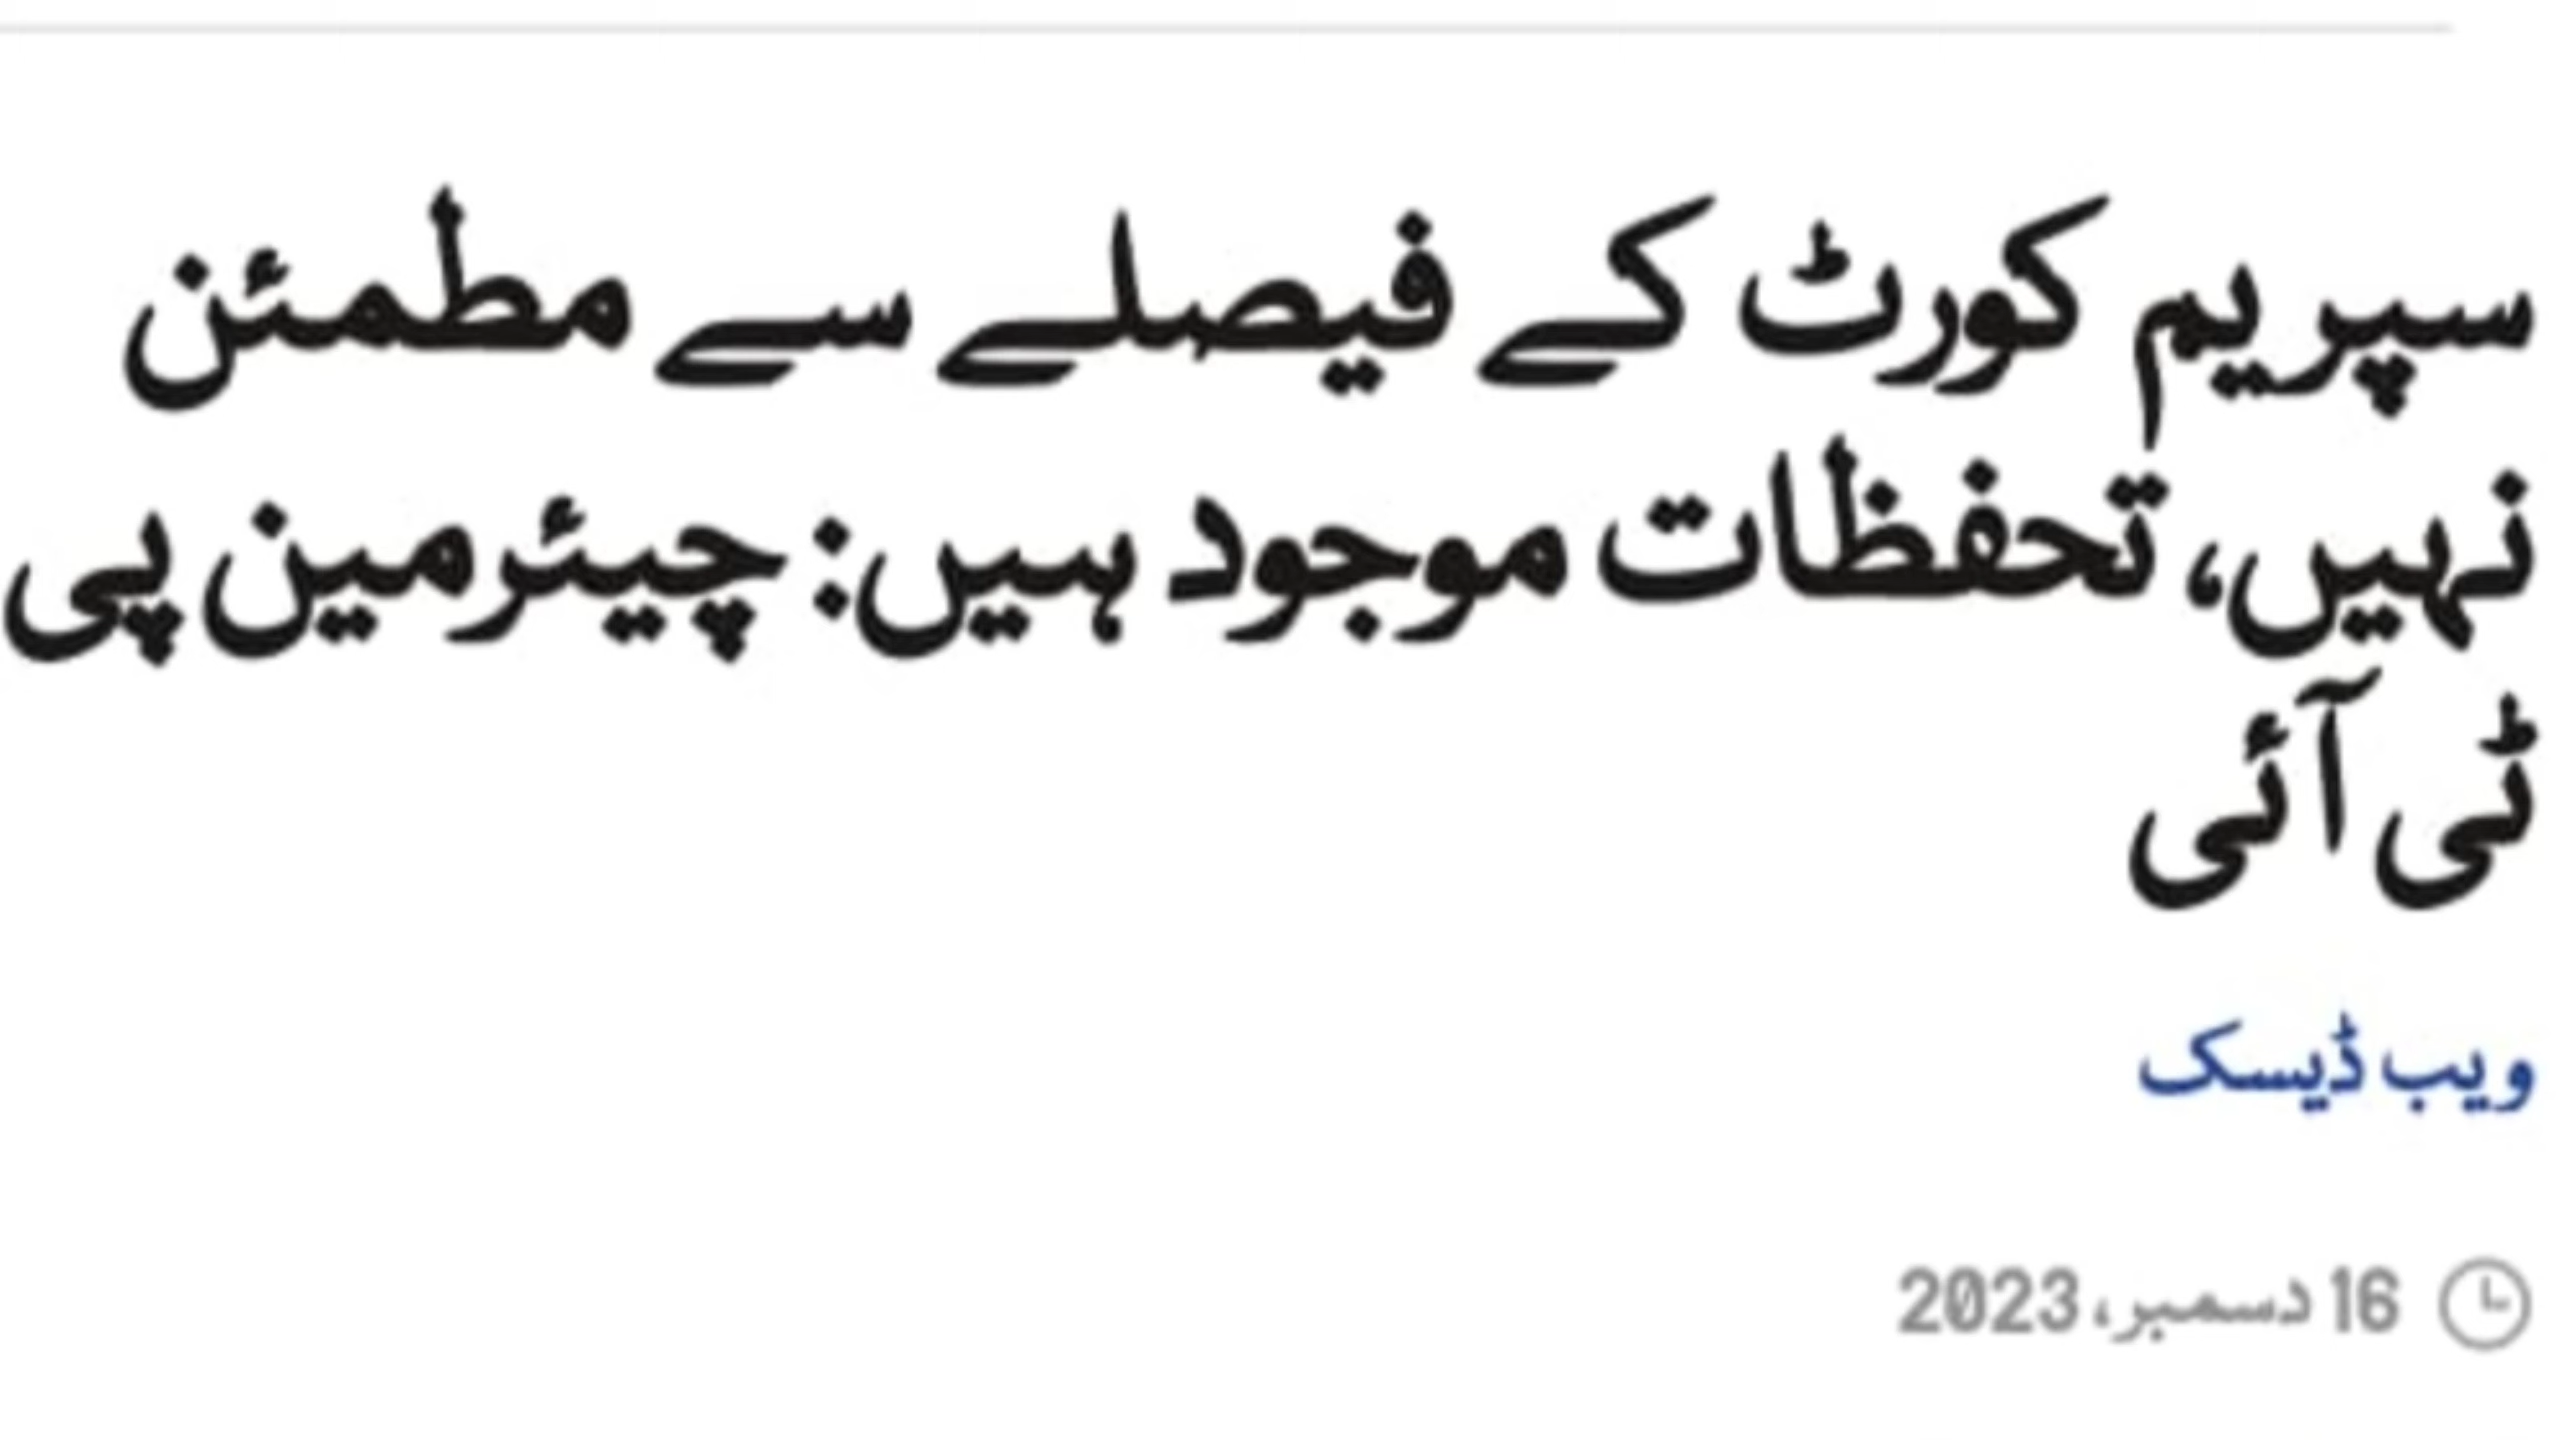 سپریم کورٹ کے فیصلے سے مطمئن
نہیں، تحفظات موجود ہیں: چیئرمین پی
ٹی آئی
ویب ڈیسک
16 دسمبر، 2023